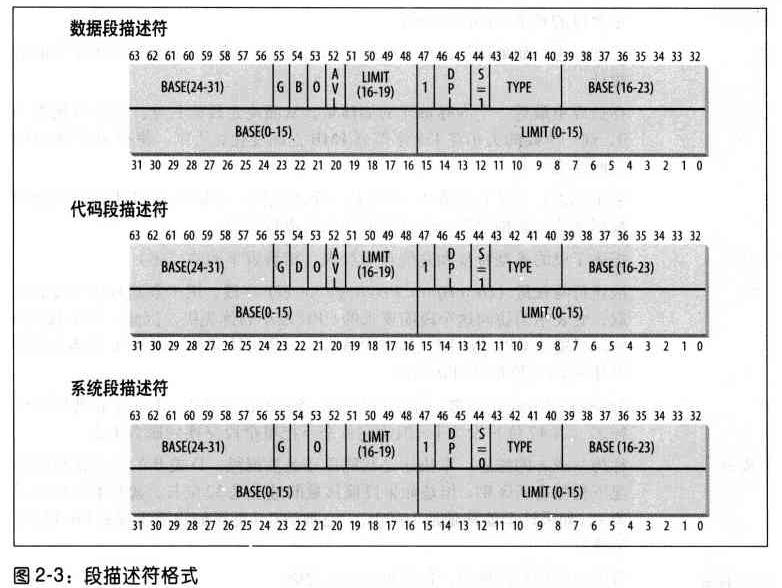 数据段描述符
63 62 61 60 59 58 57 56 55 54 53 52 51 50 49 48 47 46 45 44 43 42 41 40 39 38 37 36 35 34 33 32
BASE(24-31) G B O AVL LIMIT (16-19) 1 DPL S=1 TYPE BASE (16-23)
BASE(0-15) LIMIT (0-15)
31 30 29 28 27 26 25 24 23 22 21 20 19 18 17 16 15 14 13 12 11 10 9 8 7 6 5 4 3 2 1 0
代码段描述符
63 62 61 60 59 58 57 56 55 54 53 52 51 50 49 48 47 46 45 44 43 42 41 40 39 38 37 36 35 34 33 32
BASE(24-31) G D O AVL LIMIT (16-19) 1 DPL S=1 TYPE BASE (16-23)
BASE(0-15) LIMIT (0-15)
31 30 29 28 27 26 25 24 23 22 21 20 19 18 17 16 15 14 13 12 11 10 9 8 7 6 5 4 3 2 1 0
系统段描述符
63 62 61 60 59 58 57 56 55 54 53 52 51 50 49 48 47 46 45 44 43 42 41 40 39 38 37 36 35 34 33 32
BASE(24-31) G O LIMIT (16-19) 1 DPL S=0 TYPE BASE (16-23)
BASE(0-15) LIMIT (0-15)
31 30 29 28 27 26 25 24 23 22 21 20 19 18 17 16 15 14 13 12 11 10 9 8 7 6 5 4 3 2 1 0
图 2-3：段描述符格式